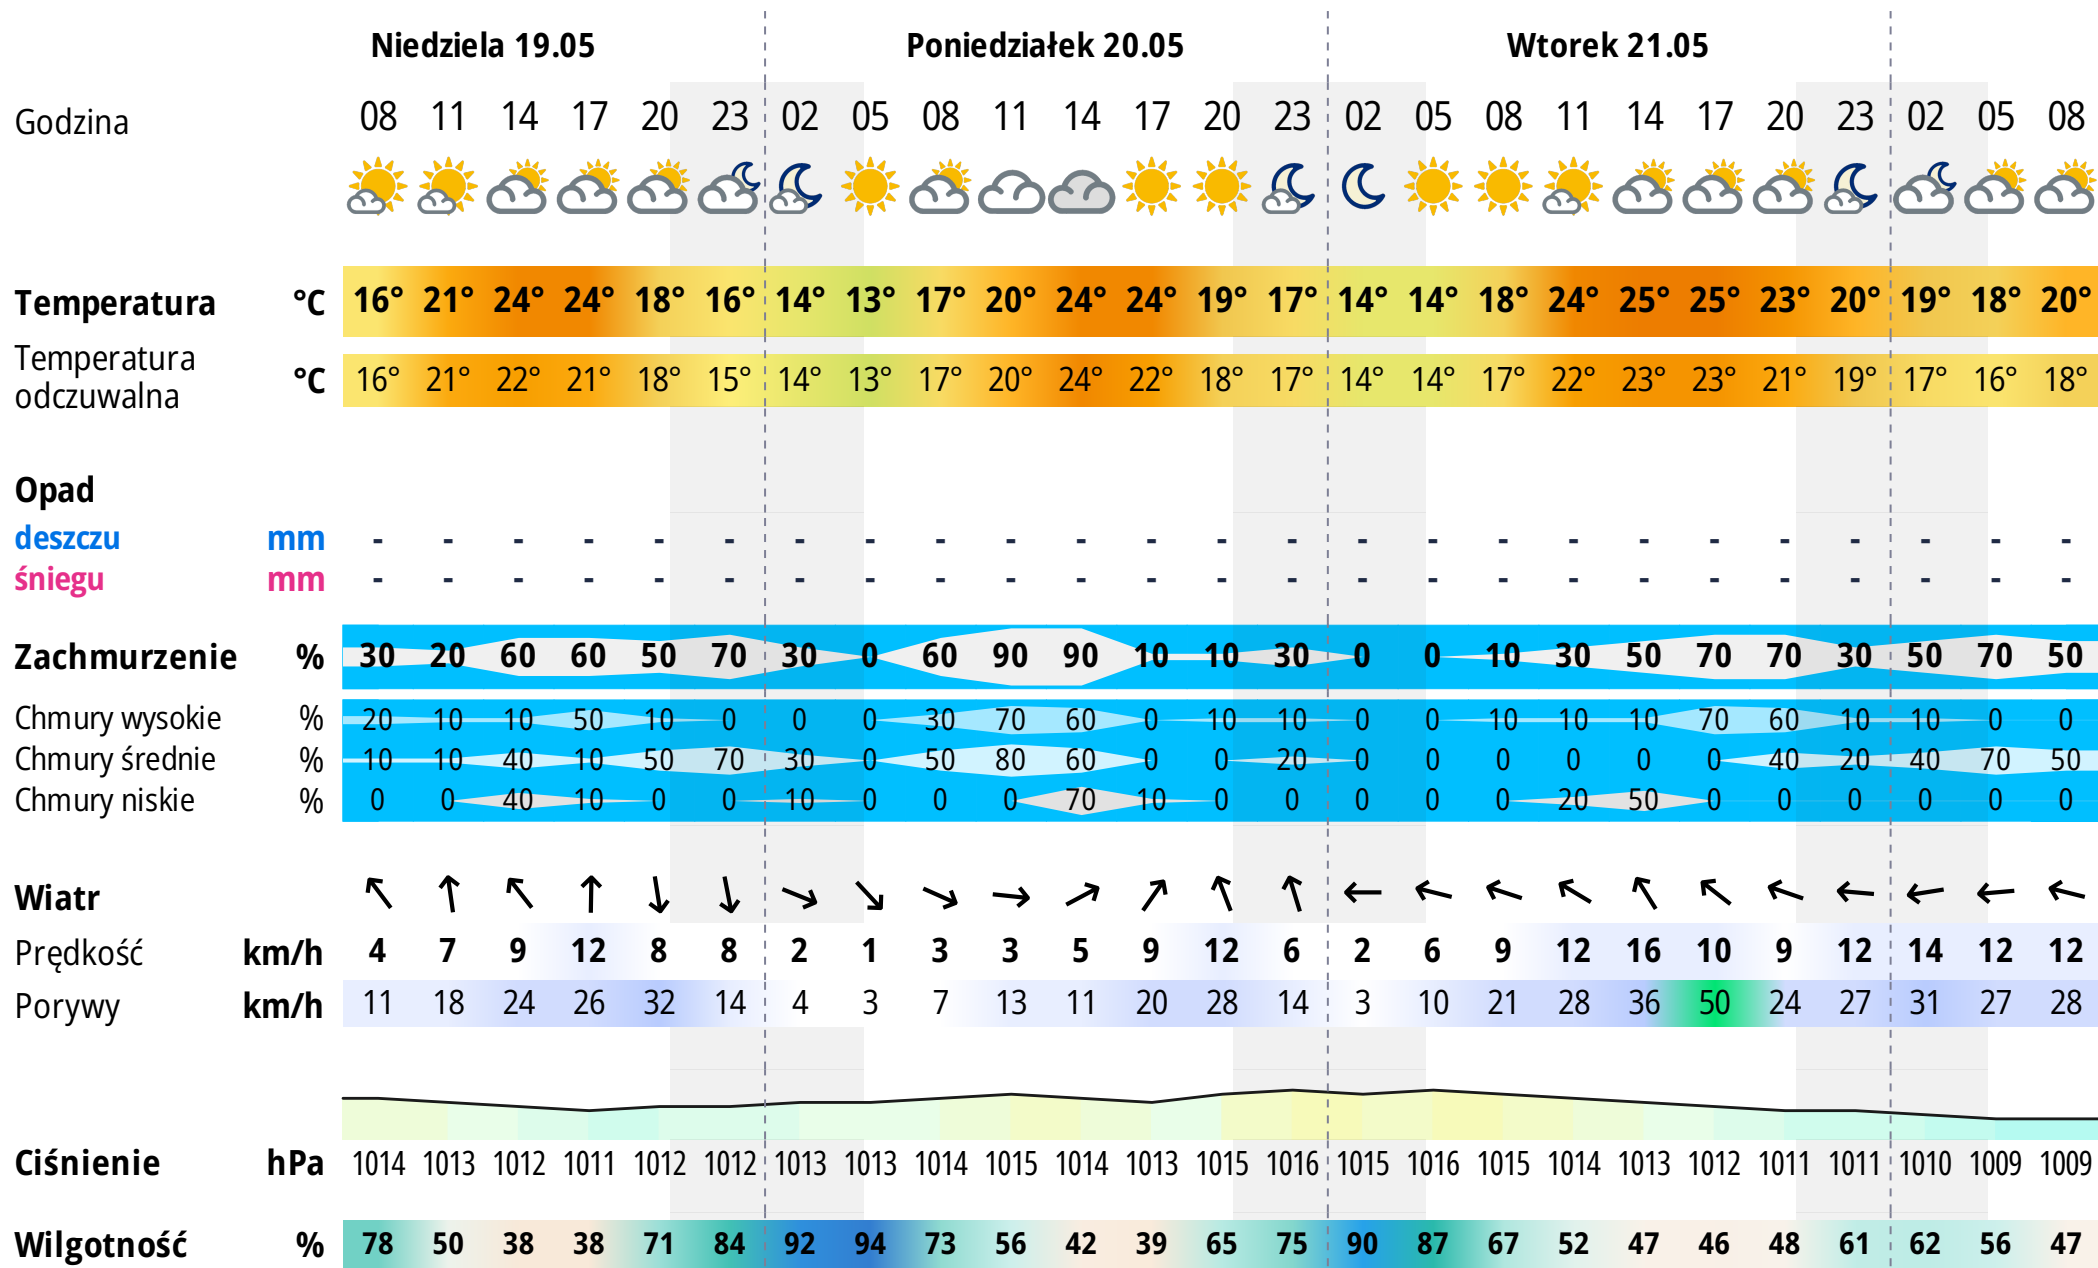 Niedziela 19.05 Poniedziałek 20.05 Wtorek 21.05
Godzina 08 11 14 17 20 23 02 05 08 11 14 17 20 23 02 05 08 11 14 17 20 23 02 05 08
Temperatura °C 16° 21° 24° 24° 18° 16° 14° 13° 17° 20° 24° 24° 19° 17° 14° 14° 18° 24° 25° 25° 23° 20° 19° 18° 20°
Temperatura
odczuwalna °C 16° 21° 22° 21° 18° 15° 14° 13° 17° 20° 24° 22° 18° 17° 14° 14° 17° 22° 23° 23° 21° 19° 17° 16° 18°
Opad
deszczu mm - - - - - - - - - - - - - - - - - - - - - - - - -
śniegu mm - - - - - - - - - - - - - - - - - - - - - - - - -
Zachmurzenie % 30 20 60 60 50 70 30 0 60 90 90 10 10 30 0 0 10 30 50 70 70 30 50 70 50
Chmury wysokie % 20 10 10 50 10 0 0 0 30 70 60 0 10 10 0 0 10 10 10 70 60 10 10 0 0
Chmury średnie % 10 10 40 10 50 70 30 0 50 80 60 0 0 20 0 0 0 0 0 0 40 20 40 70 50
Chmury niskie % 0 0 40 10 0 0 10 0 0 0 70 10 0 0 0 0 0 20 50 0 0 0 0 0 0
Wiatr
Prędkość km/h 4 7 9 12 8 8 2 1 3 3 5 9 12 6 2 6 9 12 16 10 9 12 14 12 12
Porywy km/h 11 18 24 26 32 14 4 3 7 13 11 20 28 14 3 10 21 28 36 50 24 27 31 27 28
Ciśnienie hPa 1014 1013 1012 1011 1012 1012 1013 1013 1014 1015 1014 1013 1015 1016 1015 1016 1015 1014 1013 1012 1011 1011 1010 1009 1009
Wilgotność % 78 50 38 38 71 84 92 94 73 56 42 39 65 75 90 87 67 52 47 46 48 61 62 56 47